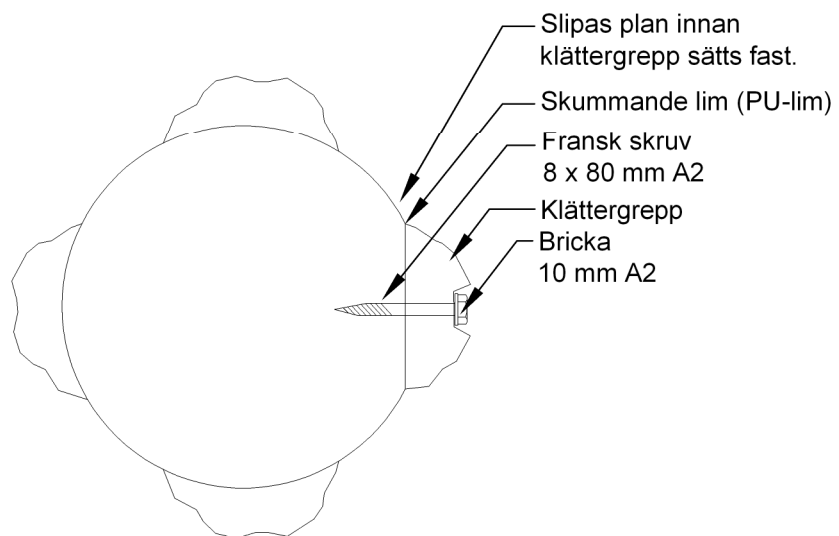 Slipas plan innan
klättergrepp sätts fast.
Skummande lim (PU-lim)
Fransk skruv
8 x 80 mm A2
Klättergrepp
Bricka
10 mm A2